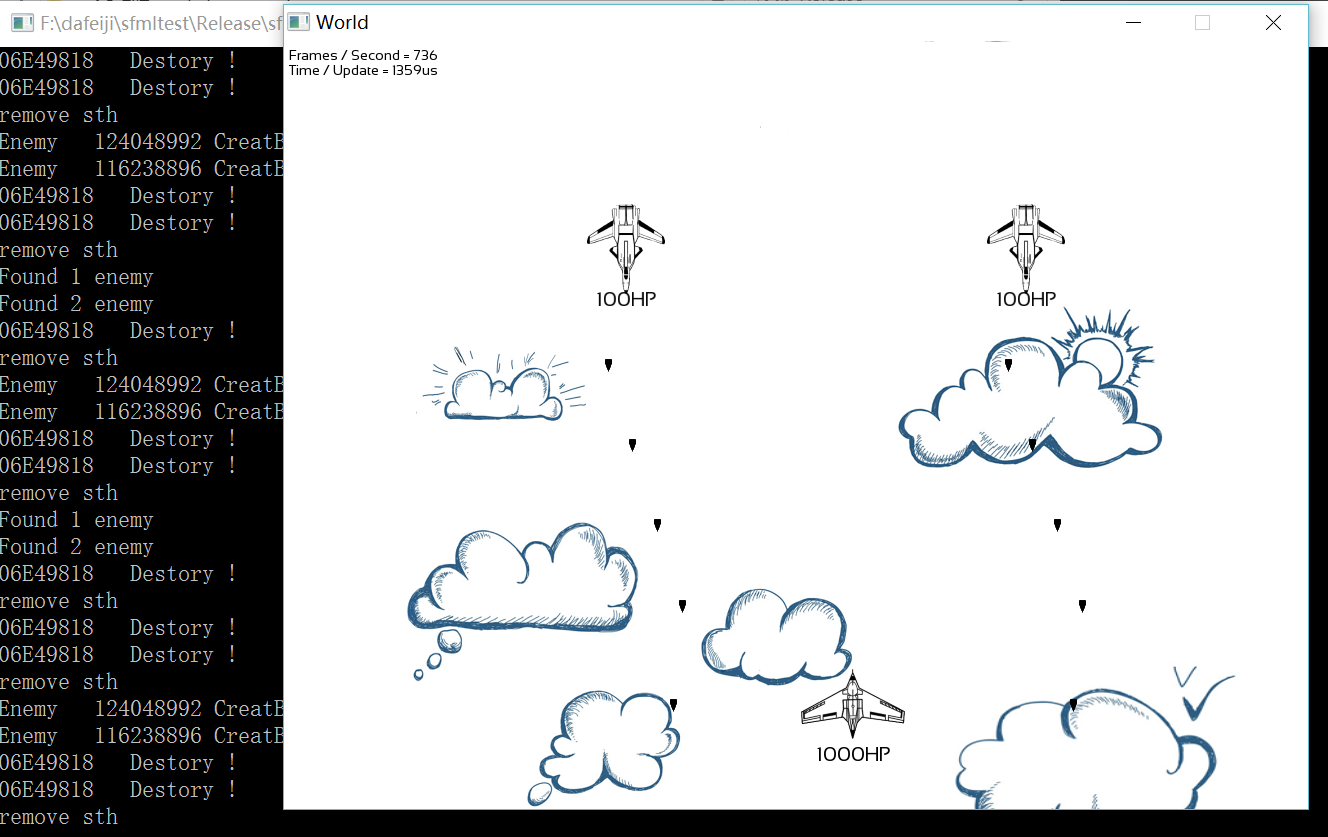 F:\dafeiji\sfmltest\Release\sf
06E49818 Destory !
06E49818 Destory !
remove sth
Enemy 124048992 CreatB
Enemy 116238896 CreatB
06E49818 Destory !
06E49818 Destory !
remove sth
Found 1 enemy
Found 2 enemy
06E49818 Destory !
remove sth
Enemy 124048992 CreatB
Enemy 116238896 CreatB
06E49818 Destory !
06E49818 Destory !
remove sth
Found 1 enemy
Found 2 enemy
06E49818 Destory !
remove sth
06E49818 Destory !
06E49818 Destory !
remove sth
Enemy 124048992 CreatB
Enemy 116238896 CreatB
06E49818 Destory !
06E49818 Destory !
remove sth
World
Frames / Second = 736
Time / Update = 1359us
100HP
100HP
1000HP